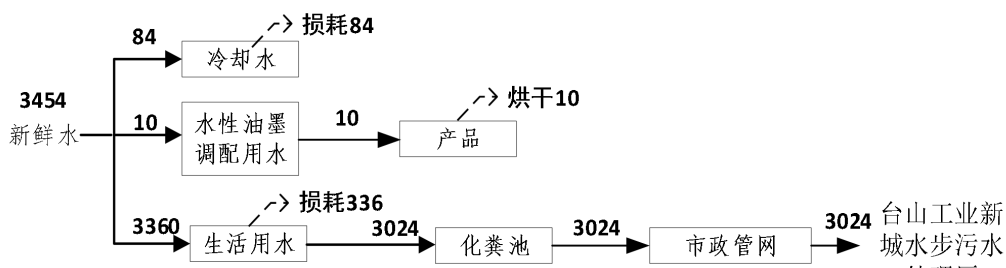 84
损耗84
冷却水
3454
新鲜水
10
水性油墨
调配用水
10
烘干10
产品
3360
损耗336
生活用水
3024
化粪池
3024
市政管网
3024
台山工业新
城水步污水